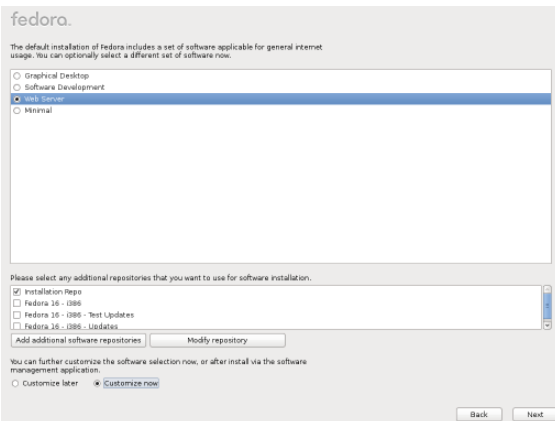 fedora.
The default installation of Fedora includes a set of software applicable for general internet
usage. You can optionally select a different set of software now.
Graphical Desktop
Software Development
Web Server
Minimal
Please select any additional repositories that you want to use for software installation.
Installation Repo
Fedora 16 - i386
Fedora 16 - i386 - Test Updates
Fedora 16 - i386 - Updates
Add additional software repositories Modify repository
You can further customize the software selection now, or after install via the software
management application.
Customize later Customize now
Back Next